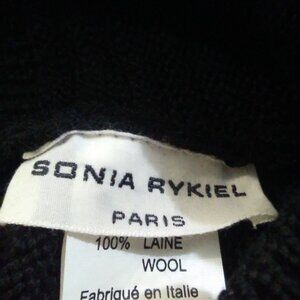 SONIA RYKIEL
PARIS
100% LAINE
WOOL
Fabriqué en Italie